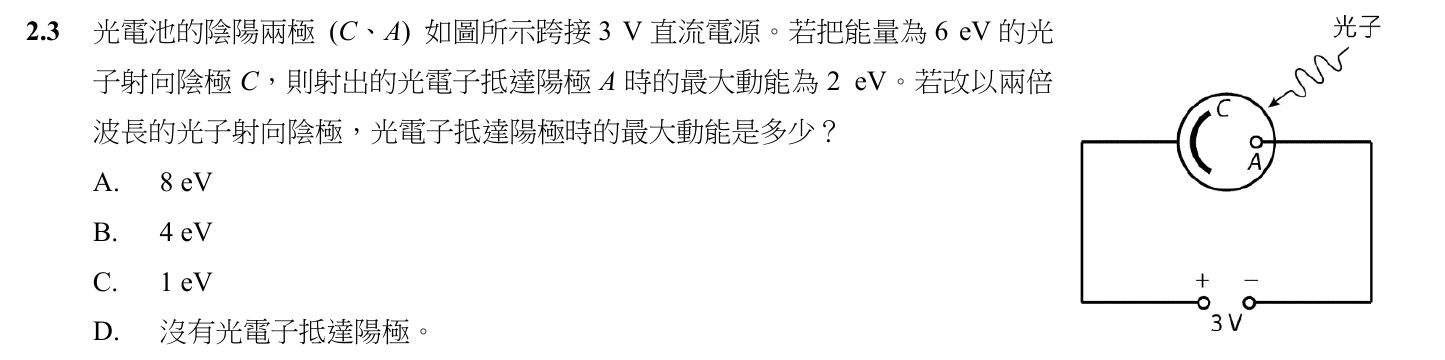 2.3 光電池的陰陽兩極 (C、A) 如圖所示跨接 3 V 直流電源。若把能量為 6 eV 的光
子射向陰極 C，則射出的光電子抵達陽極 A 時的最大動能為 2 eV。若改以兩倍
波長的光子射向陰極，光電子抵達陽極時的最大動能是多少？
A. 8 eV
B. 4 eV
C. 1 eV
D. 沒有光電子抵達陽極。
光子
C
A
+ −
3 V